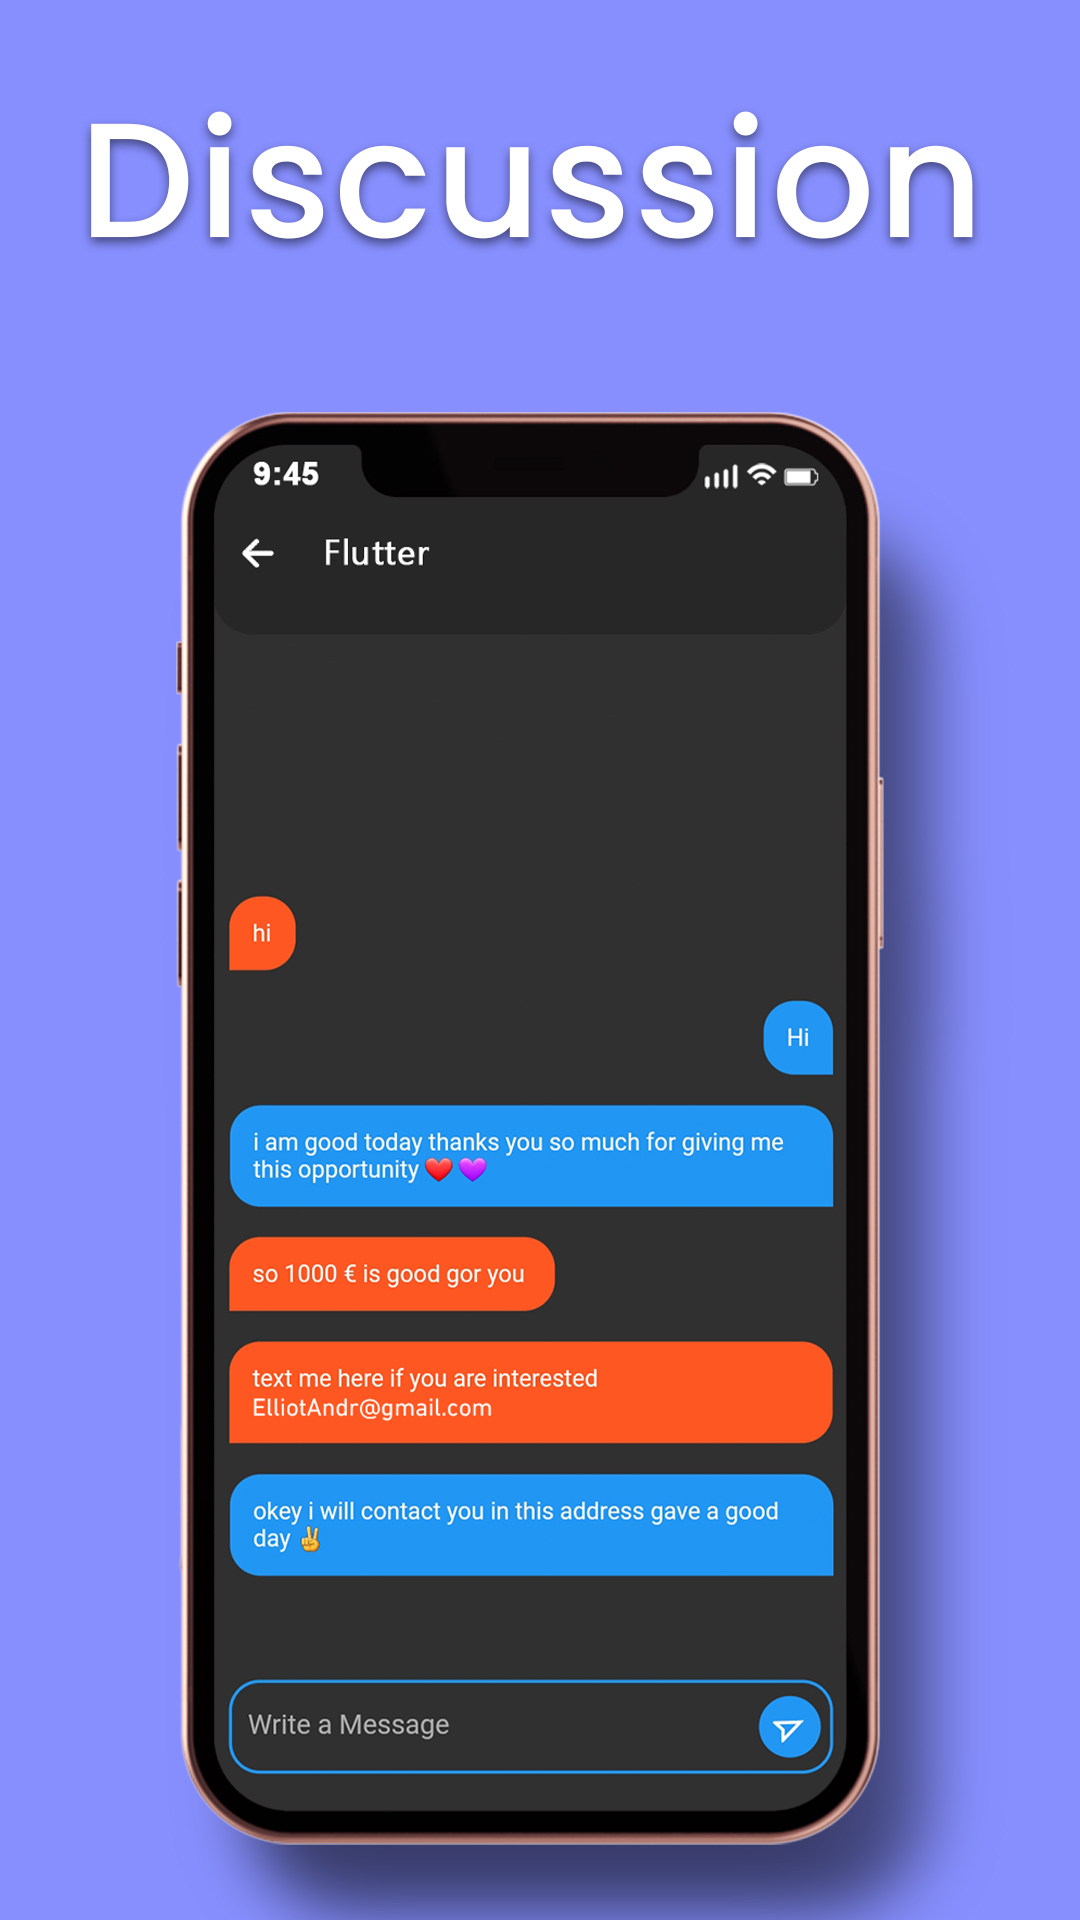 Discussion
9:45
Flutter
hi
Hi
i am good today thanks you so much for giving me
this opportunity ❤️ 💜
so 1000 € is good gor you
text me here if you are interested
ElliotAndr@gmail.com
okey i will contact you in this address gave a good
day ✌️
Write a Message